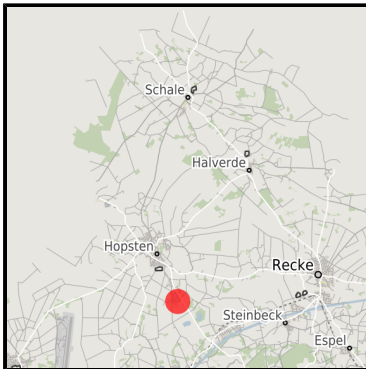 Schale
Halverde
Hopsten
Recke
Steinbeck
Espel